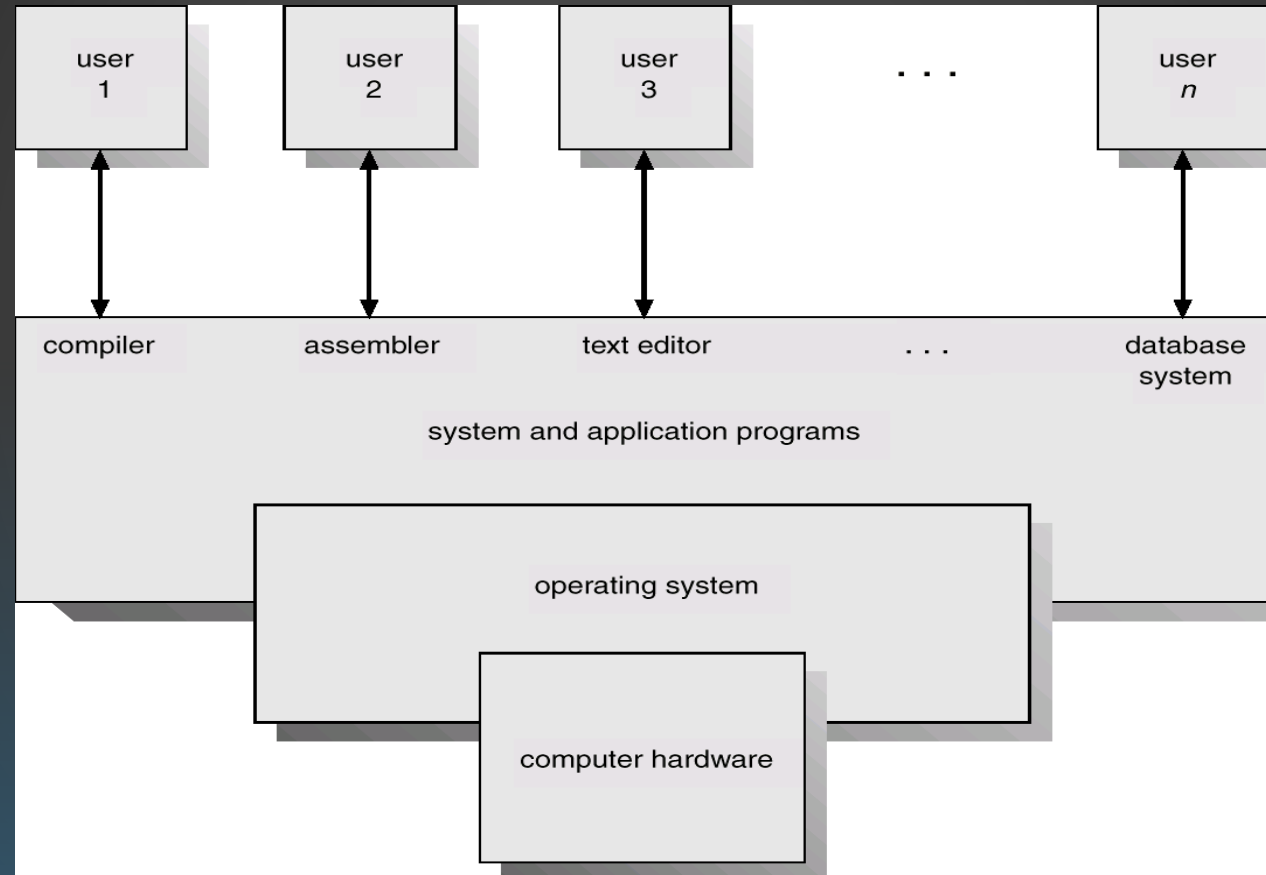 user
1
user
2
user
3
. . .
user
n
compiler
assembler
text editor
. . .
database
system
system and application programs
operating system
computer hardware